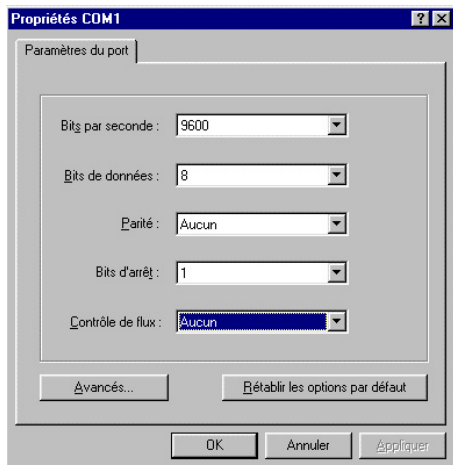 Propriétés COM1
Paramètres du port
Bits par seconde : 9600
Bits de données : 8
Parité : Aucun
Bits d'arrêt : 1
Contrôle de flux : Aucun
Avancés... Rétablir les options par défaut
OK Annuler Appliquer